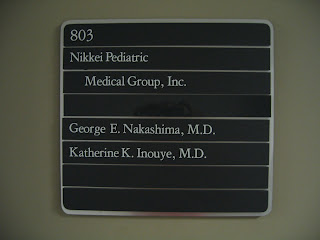 803
Nikkei Pediatric
Medical Group, Inc.
George E. Nakashima, M.D.
Katherine K. Inouye, M.D.